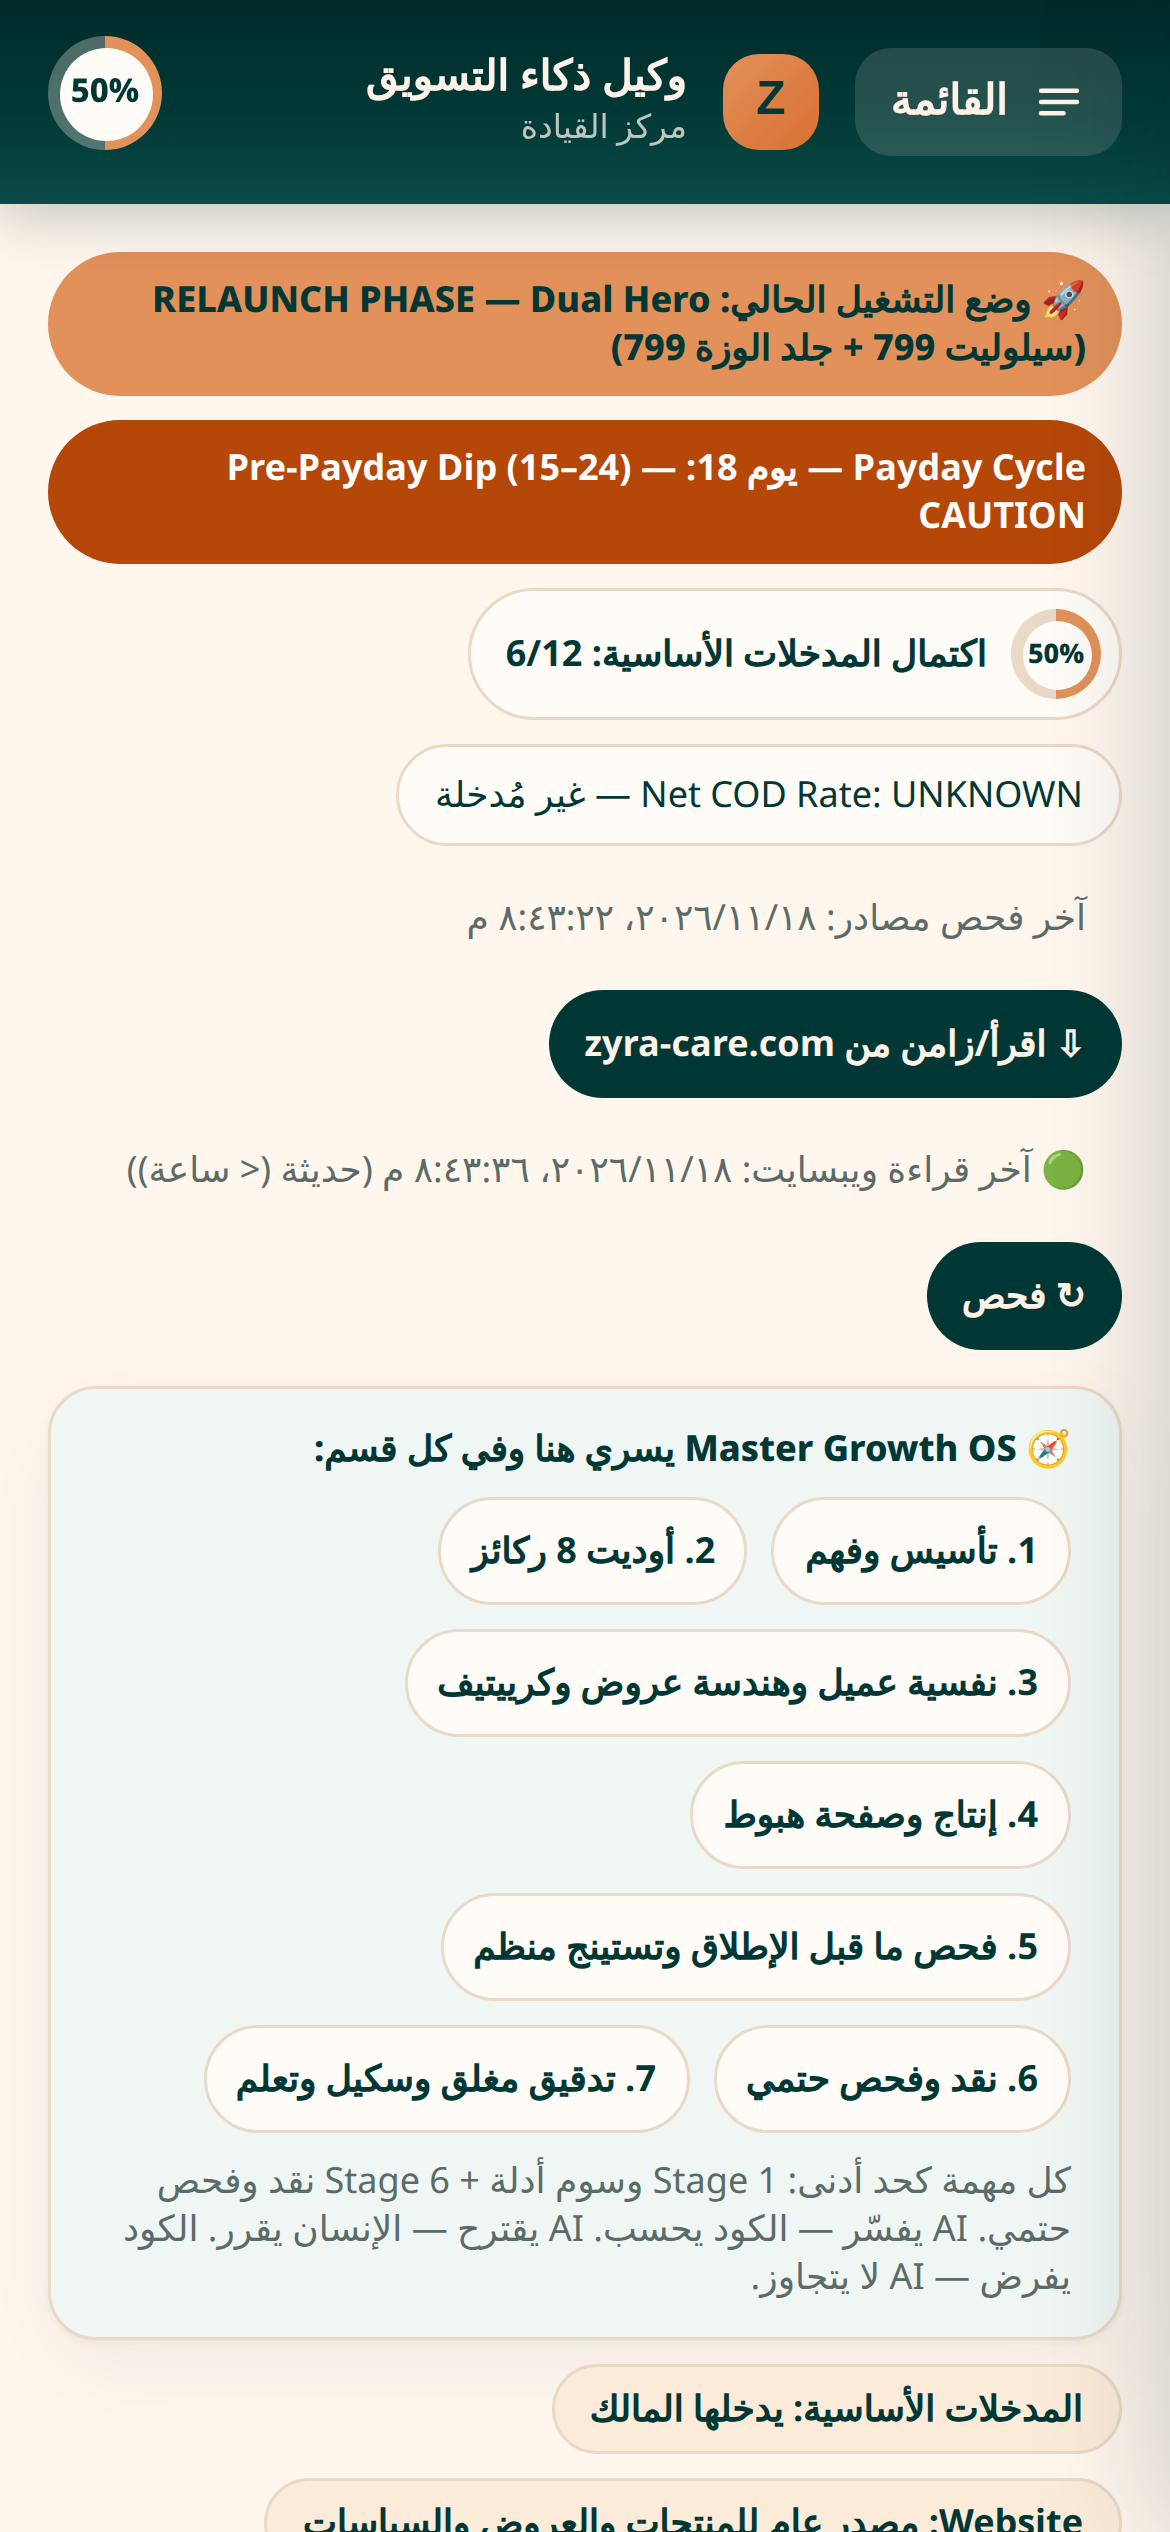 القائمة
Z
وكيل ذكاء التسويق
مركز القيادة
50%
🚀 وضع التشغيل الحالي: RELAUNCH PHASE — Dual Hero
(سيلوليت 799 + جلد الوزة 799)
Payday Cycle — يوم 18: — Pre-Payday Dip (15–24)
CAUTION
50%
اكتمال المدخلات الأساسية: 6/12
Net COD Rate: UNKNOWN — غير مُدخلة
آخر فحص مصادر: ١٨‏/١١‏/٢٠٢٦، ٨:٤٣:٢٢ م
⇩ اقرأ/زامن من zyra-care.com
🟢 آخر قراءة ويبسايت: ١٨‏/١١‏/٢٠٢٦، ٨:٤٣:٣٦ م (حديثة (< ساعة))
↻ فحص
🧭 Master Growth OS يسري هنا وفي كل قسم:
1. تأسيس وفهم
2. أوديت 8 ركائز
3. نفسية عميل وهندسة عروض وكرييتيف
4. إنتاج وصفحة هبوط
5. فحص ما قبل الإطلاق وتستينج منظم
6. نقد وفحص حتمي
7. تدقيق مغلق وسكيل وتعلم
كل مهمة كحد أدنى: Stage 1 وسوم أدلة + Stage 6 نقد وفحص
حتمي. AI يفسّر — الكود يحسب. AI يقترح — الإنسان يقرر. الكود
يفرض — AI لا يتجاوز.
المدخلات الأساسية: يدخلها المالك
Website: مصدر عام للمنتجات والعروض والسياسات